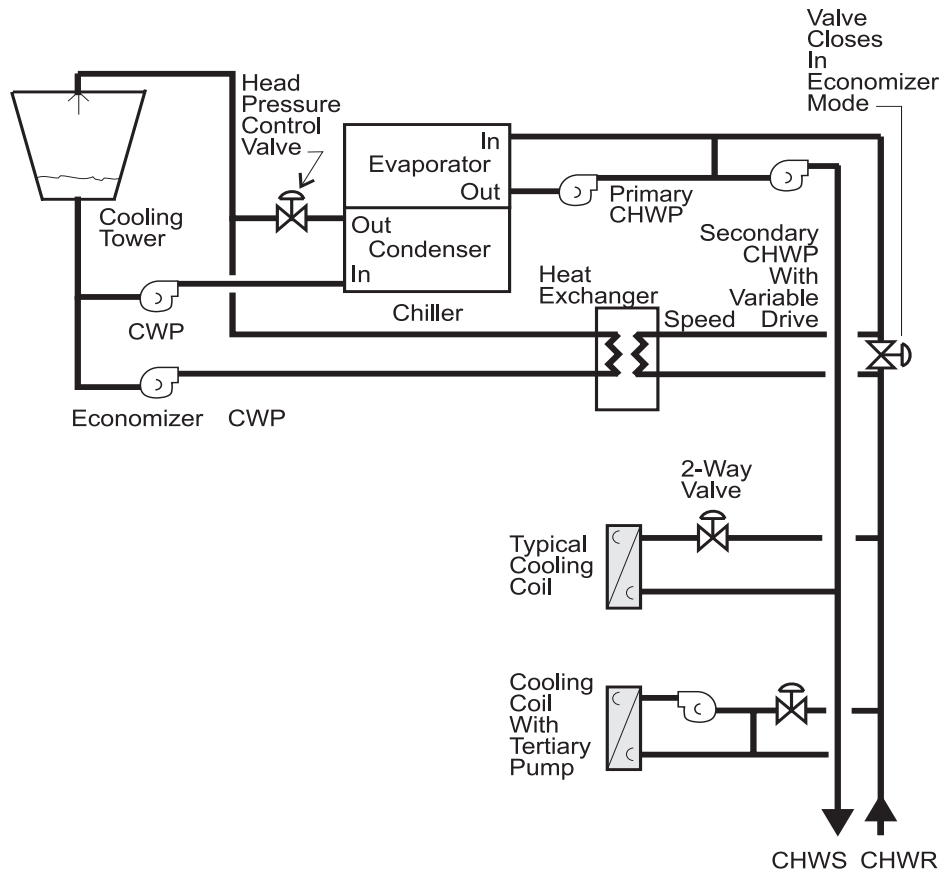 Valve
Closes
In
Economizer
Mode
Head
Pressure
Control
Valve
In
Evaporator
Out
Primary
CHWP
Cooling
Tower
Out
Condenser
In
Secondary
CHWP
With
Variable
Speed Drive
Heat
Exchanger
Chiller
CWP
Economizer CWP
2-Way
Valve
Typical
Cooling
Coil
Cooling
Coil
With
Tertiary
Pump
CHWS CHWR